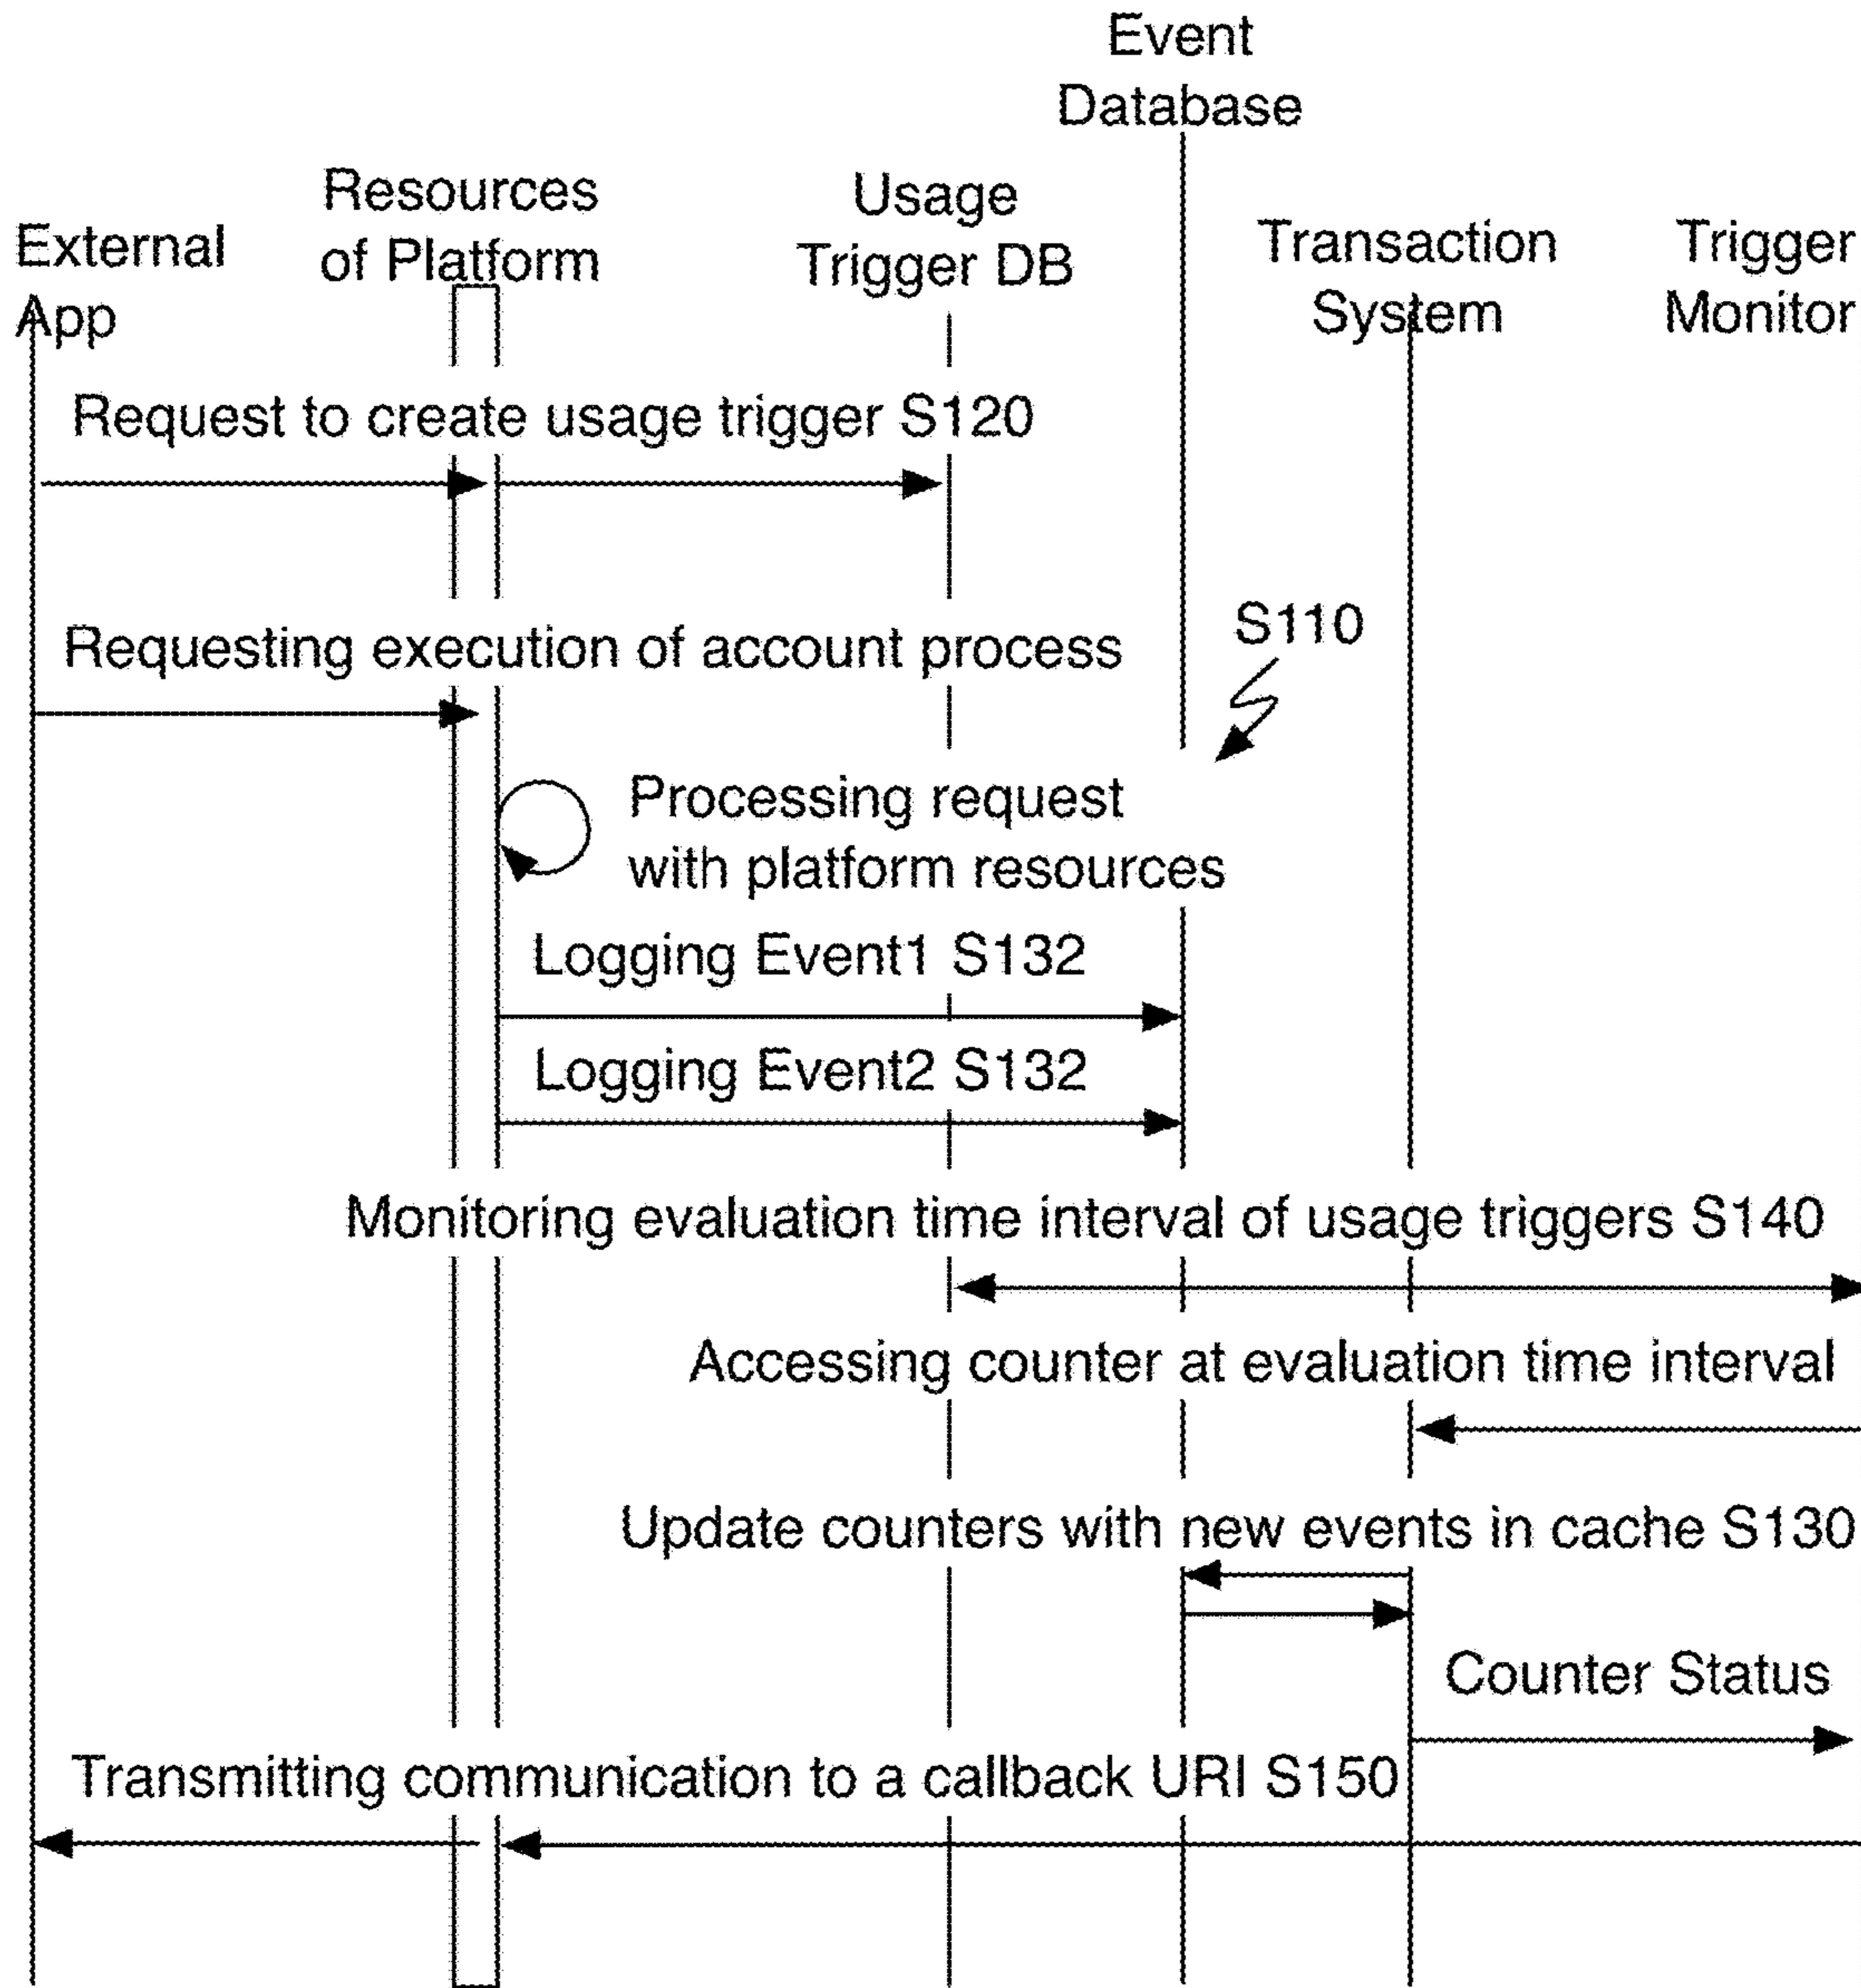 Event
Database
Resources
of Platform
Usage
Trigger DB
External
App
Transaction
System
Trigger
Monitor
Request to create usage trigger S120
S110
Requesting execution of account process
Processing request
with platform resources
Logging Event1 S132
Logging Event2 S132
Monitoring evaluation time interval of usage triggers S140
Accessing counter at evaluation time interval
Update counters with new events in cache S130
Counter Status
Transmitting communication to a callback URI S150